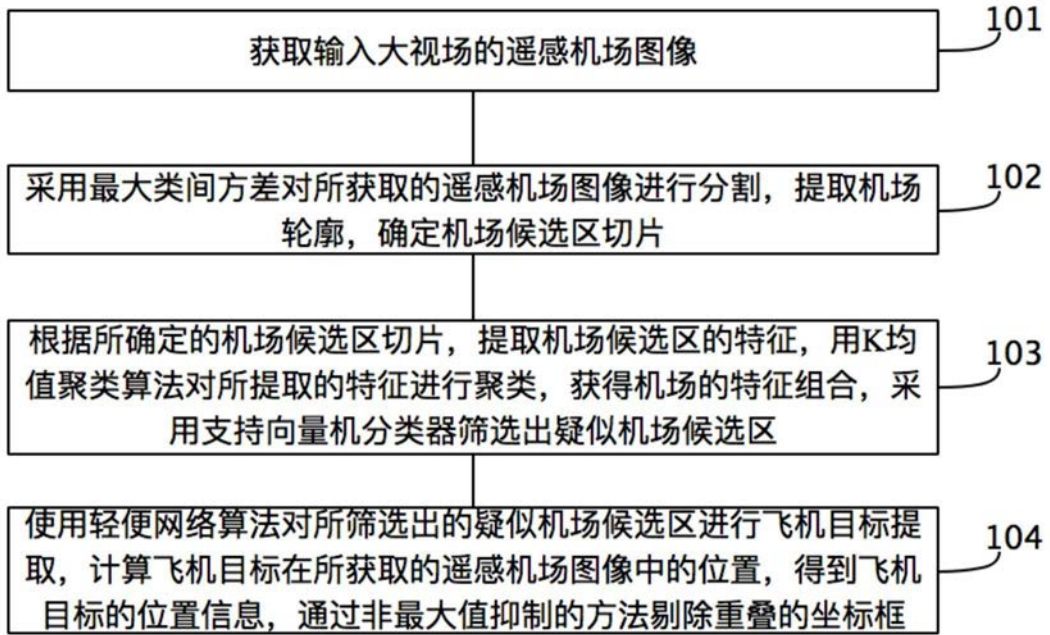 101
获取输入大视场的遥感机场图像
102
采用最大类间方差对所获取的遥感机场图像进行分割，提取机场
轮廓，确定机场候选区切片
103
根据所确定的机场候选区切片，提取机场候选区的特征，用K均
值聚类算法对所提取的特征进行聚类，获得机场的特征组合，采
用支持向量机分类器筛选出疑似机场候选区
104
使用轻便网络算法对所筛选出的疑似机场候选区进行飞机目标提
取，计算飞机目标在所获取的遥感机场图像中的位置，得到飞机
目标的位置信息，通过非最大值抑制的方法剔除重叠的坐标框